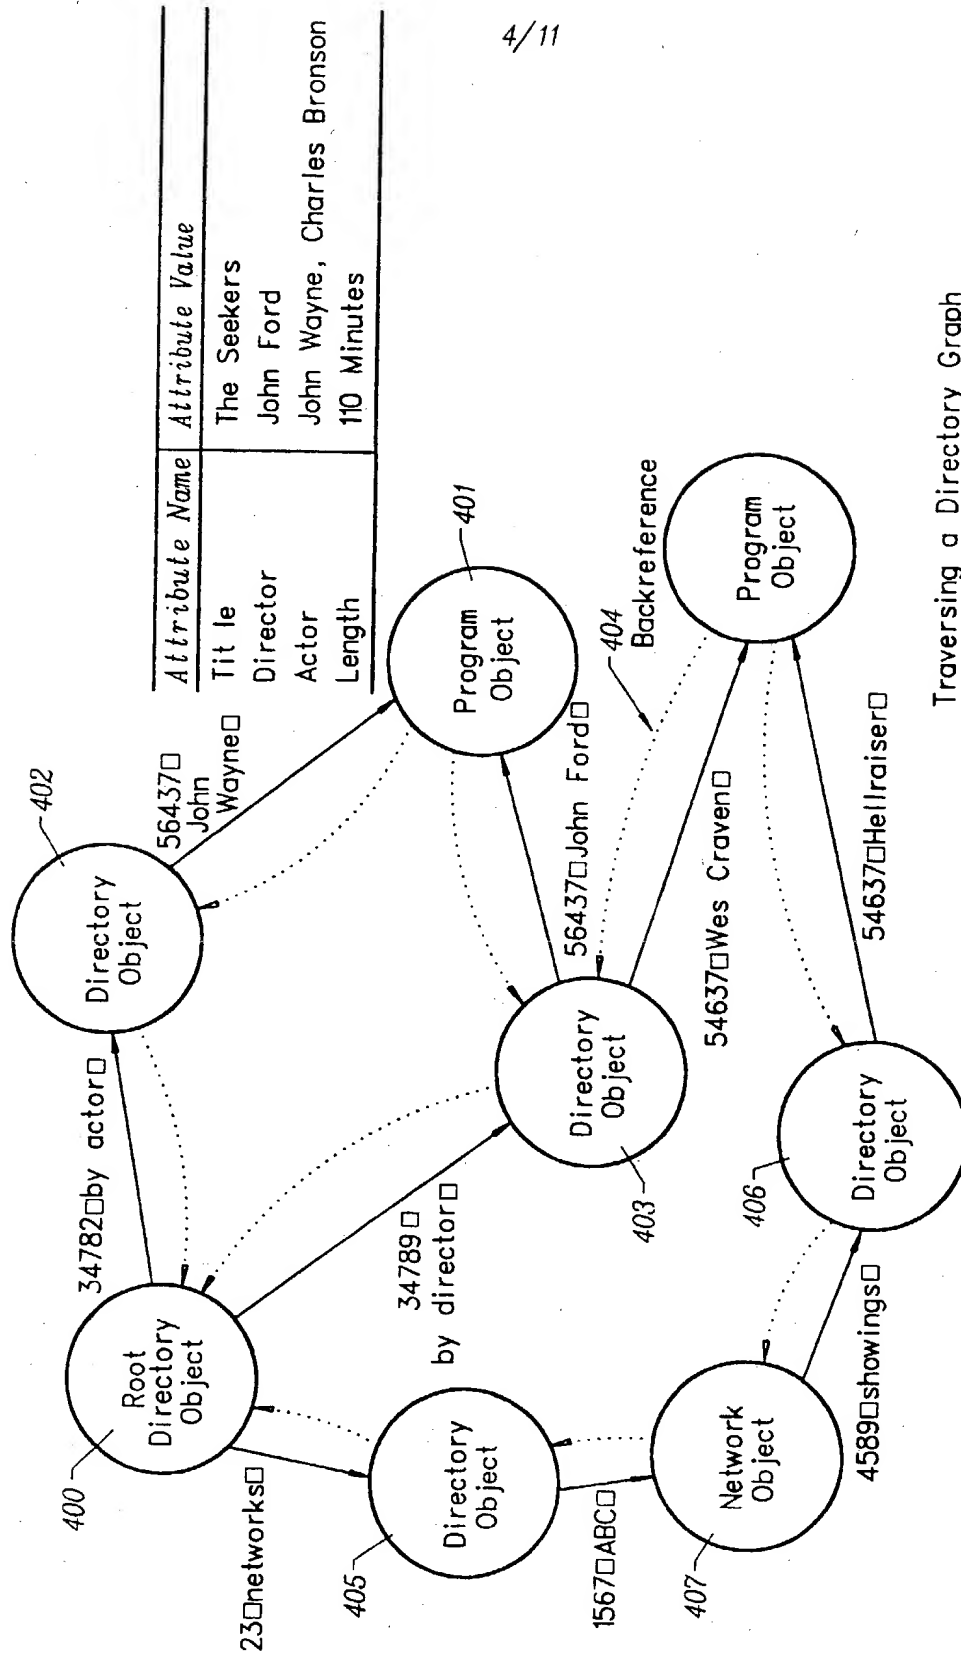 4/11
Attribute Name Attribute Value
Title The Seekers
Director John Ford
Actor John Wayne, Charles Bronson
Length 110 Minutes
402
Directory
Object
56437□
John
Wayne□
401
Program
Object
34782□by actor□
400
Root
Directory
Object
34789□
by director□
403
Directory
Object
56437□John Ford□
404
Backreference
Program
Object
54637□Wes Craven□
23□networks□
405
Directory
Object
1567□ABC□
407
Network
Object
4589□showings□
406
Directory
Object
54637□Hellraiser□
Traversing a Directory Graph